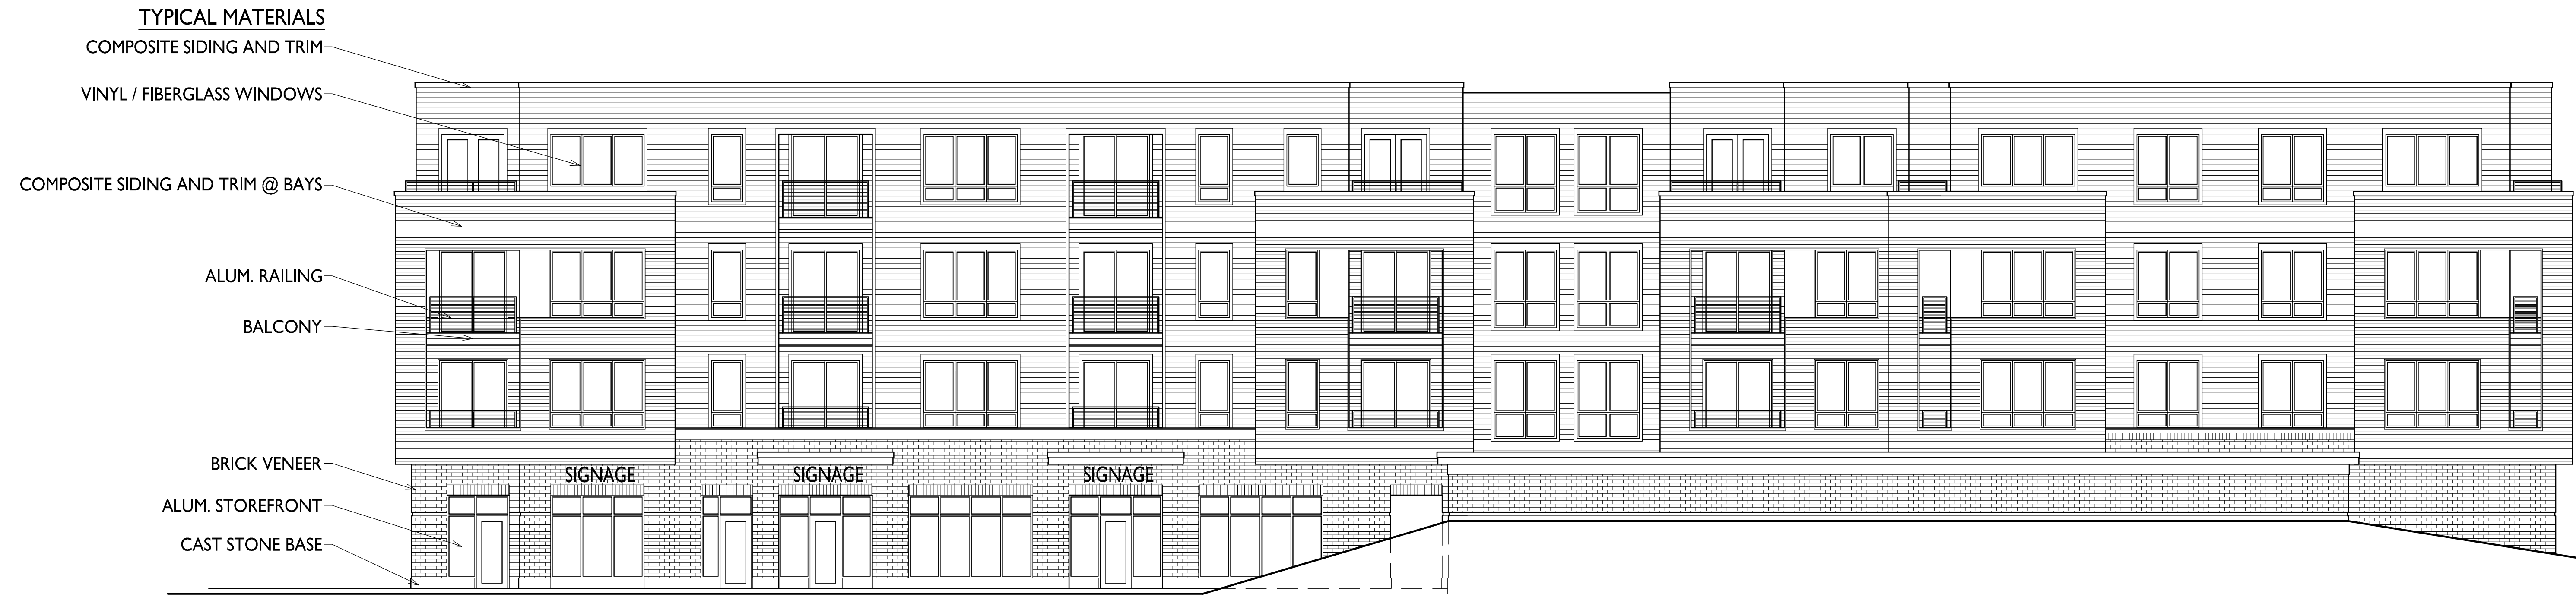 TYPICAL MATERIALS
COMPOSITE SIDING AND TRIM
VINYL / FIBERGLASS WINDOWS
COMPOSITE SIDING AND TRIM @ BAYS
ALUM. RAILING
BALCONY
BRICK VENEER
SIGNAGE SIGNAGE SIGNAGE
ALUM. STOREFRONT
CAST STONE BASE